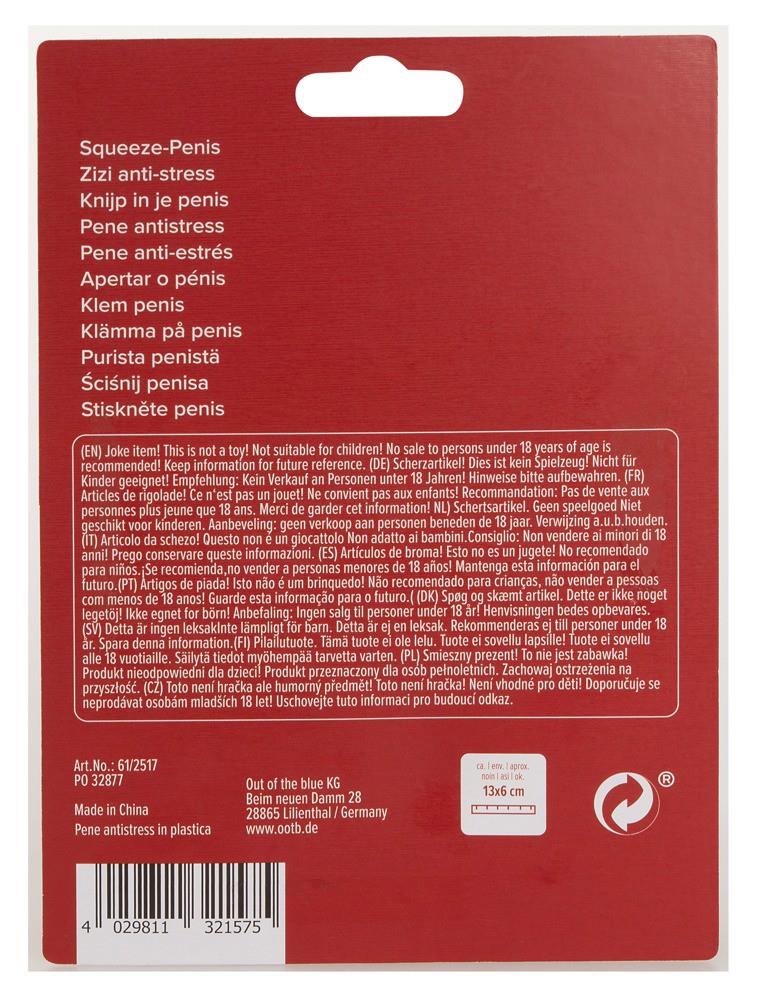 Squeeze-Penis
Zizi anti-stress
Knijp in je penis
Pene antistress
Pene anti-estrés
Apertar o pénis
Klem penis
Klämma på penis
Purista penistä
Ściśnij penisa
Stiskněte penis
(EN) Joke item! This is not a toy! Not suitable for children! No sale to persons under 18 years of age is
recommended! Keep information for future reference. (DE) Scherzartikel! Dies ist kein Spielzeug! Nicht für
Kinder geeignet! Empfehlung: Kein Verkauf an Personen unter 18 Jahren! Hinweise bitte aufbewahren. (FR)
Articles de rigolade! Ce n'est pas un jouet! Ne convient pas aux enfants! Recommandation: Pas de vente aux
personnes plus jeune que 18 ans. Merci de garder cet information! NL) Schertsartikel. Geen speelgoed Niet
geschikt voor kinderen. Aanbeveling: geen verkoop aan personen beneden de 18 jaar. Verwijzing a.u.b.houden.
(IT) Articolo da schezo! Questo non è un giocattolo Non adatto ai bambini.Consiglio: Non vendere ai minori di 18
anni! Prego conservare queste informazioni. (ES) Artículos de broma! Esto no es un jugete! No recomendado
para niños.¡Se recomienda,no vender a personas menores de 18 años! Mantenga esta información para el
futuro.(PT) Artigos de piada! Isto não é um brinquedo! Não recomendado para crianças, não vender a pessoas
com menos de 18 anos! Guarde esta informação para o futuro.( (DK) Spøg og skæmt artikel. Dette er ikke noget
legetöj! Ikke egnet for börn! Anbefaling: Ingen salg til personer under 18 år! Henvisningen bedes opbevares.
(SV) Detta är ingen leksakInte lämpligt för barn. Detta är ej en leksak. Rekommenderas ej till personer under 18
år. Spara denna information.(FI) Pilailutuote. Tämä tuote ei ole lelu. Tuote ei sovellu lapsille! Tuote ei sovellu
alle 18 vuotiaille. Säilytä tiedot myöhempää tarvetta varten. (PL) Smieszny prezent! To nie jest zabawka!
Produkt nieodpowiedni dla dzieci! Produkt przeznaczony dla osób pełnoletnich. Zachowaj ostrzeżenia na
przyszłość. (CZ) Toto není hračka ale humorný předmět! Toto není hračka! Není vhodné pro děti! Doporučuje se
neprodávat osobám mladších 18 let! Uschovejte tuto informaci pro budoucí odkaz.
Art.No.: 61/2517
PO 32877
Made in China
Pene antistress in plastica
Out of the blue KG
Beim neuen Damm 28
28865 Lilienthal / Germany
www.ootb.de
ca. | env. | aprox.
noin | asi | ok.
13x6 cm
®
4 029811 321575